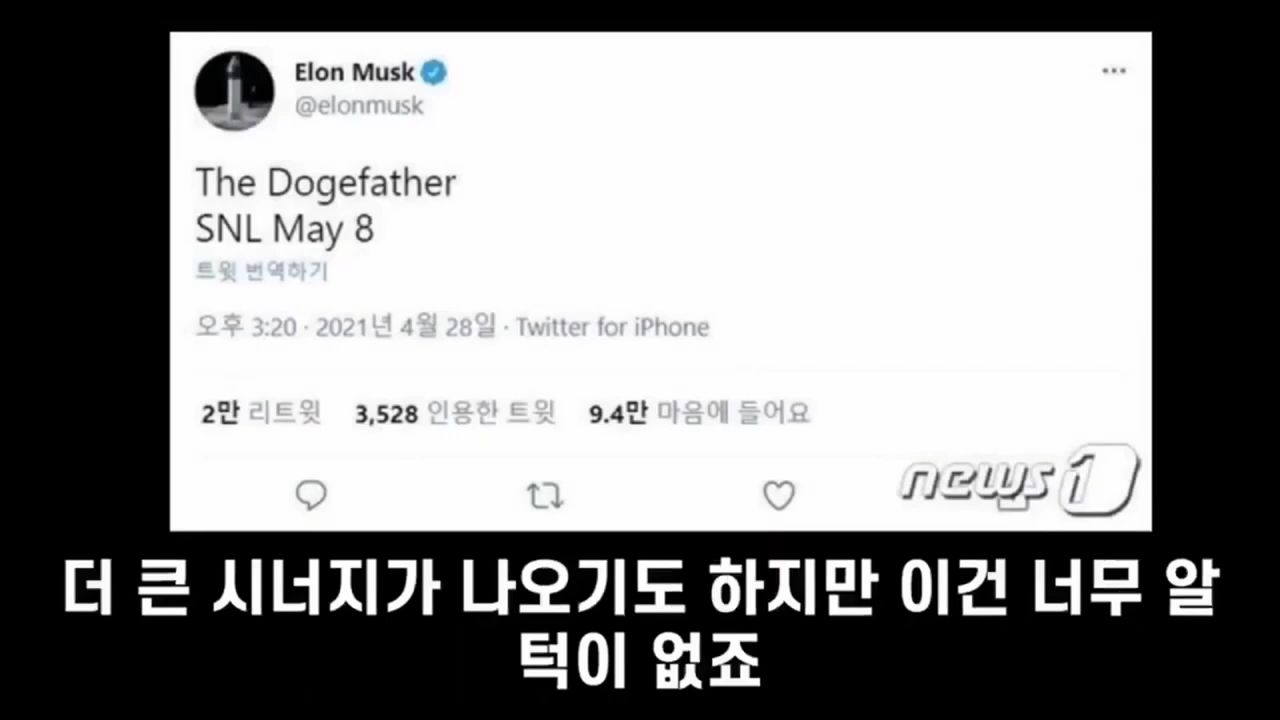 Elon Musk
@elonmusk
The Dogefather
SNL May 8
트윗 번역하기
오후 3:20 · 2021년 4월 28일 · Twitter for iPhone
2만 리트윗 3,528 인용한 트윗 9.4만 마음에 들어요
news1
더 큰 시너지가 나오기도 하지만 이건 너무 알
턱이 없죠